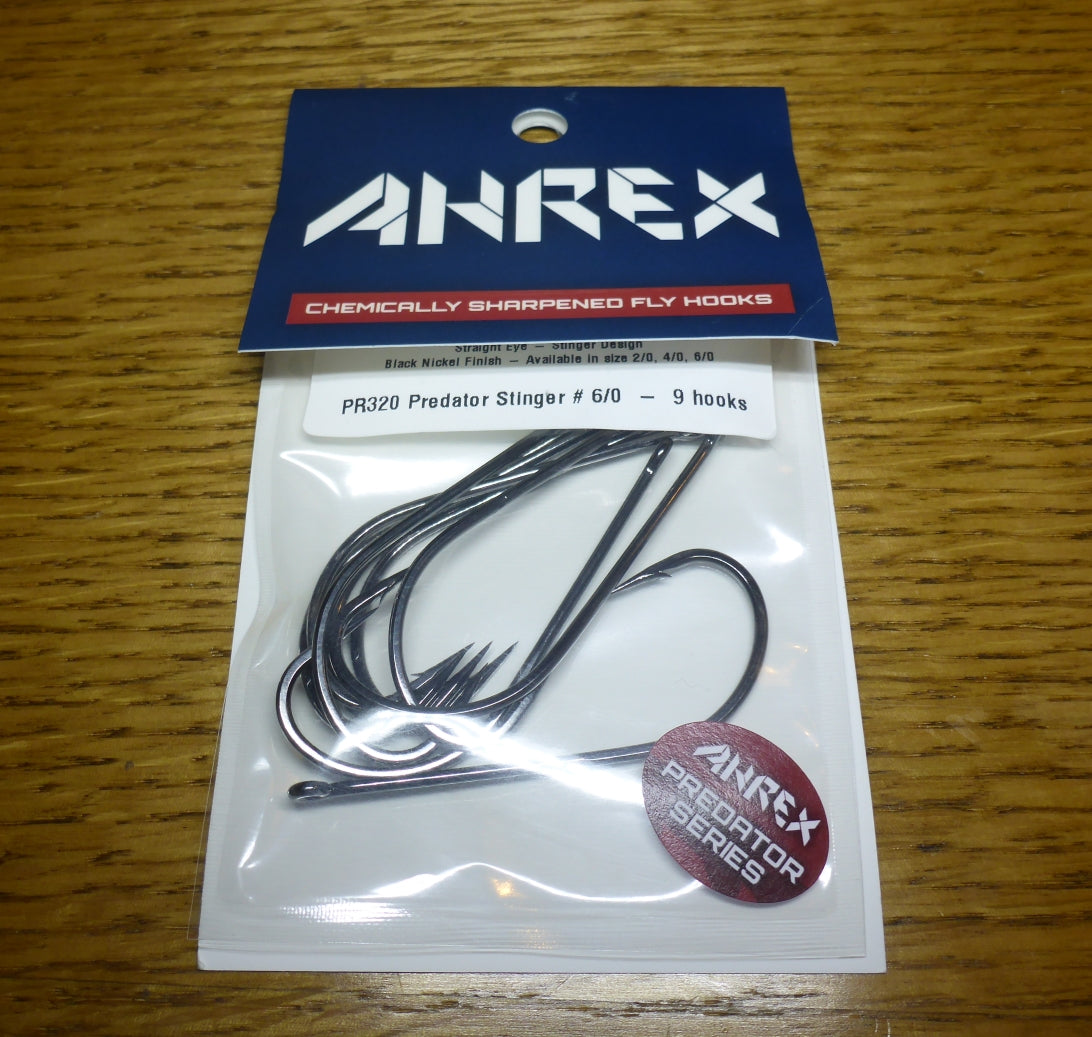 AHREX
CHEMICALLY SHARPENED FLY HOOKS
Straight Eye – Stinger Design
Black Nickel Finish – Available in size 2/0, 4/0, 6/0
PR320 Predator Stinger # 6/0 – 9 hooks
AHREX
PREDATOR
SERIES